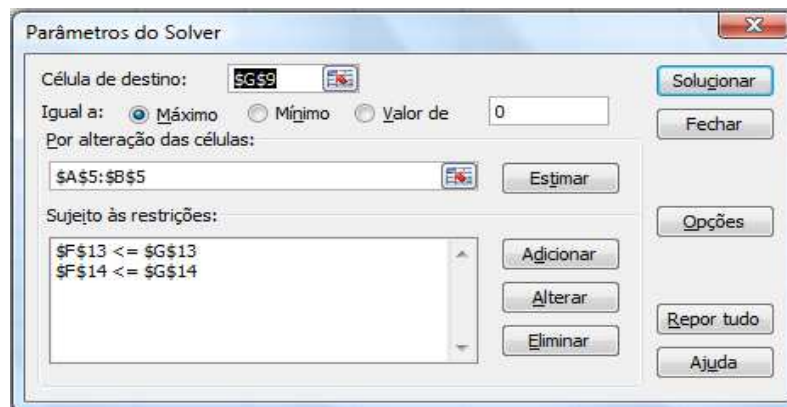 Parâmetros do Solver
Célula de destino: $G$9
Solucionar
Igual a: Máximo Mínimo Valor de 0
Fechar
Por alteração das células:
$A$5:$B$5 Estimar
Sujeito às restrições:
Opções
$F$13 <= $G$13
$F$14 <= $G$14
Adicionar
Alterar
Eliminar
Repor tudo
Ajuda